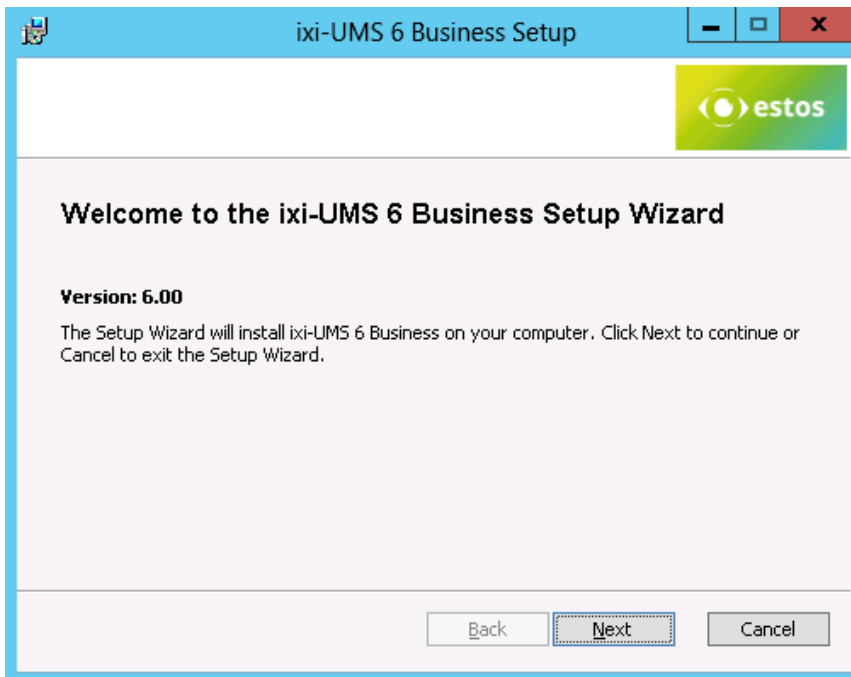 ixi-UMS 6 Business Setup
estos
Welcome to the ixi-UMS 6 Business Setup Wizard
Version: 6.00
The Setup Wizard will install ixi-UMS 6 Business on your computer. Click Next to continue or
Cancel to exit the Setup Wizard.
Back
Next
Cancel